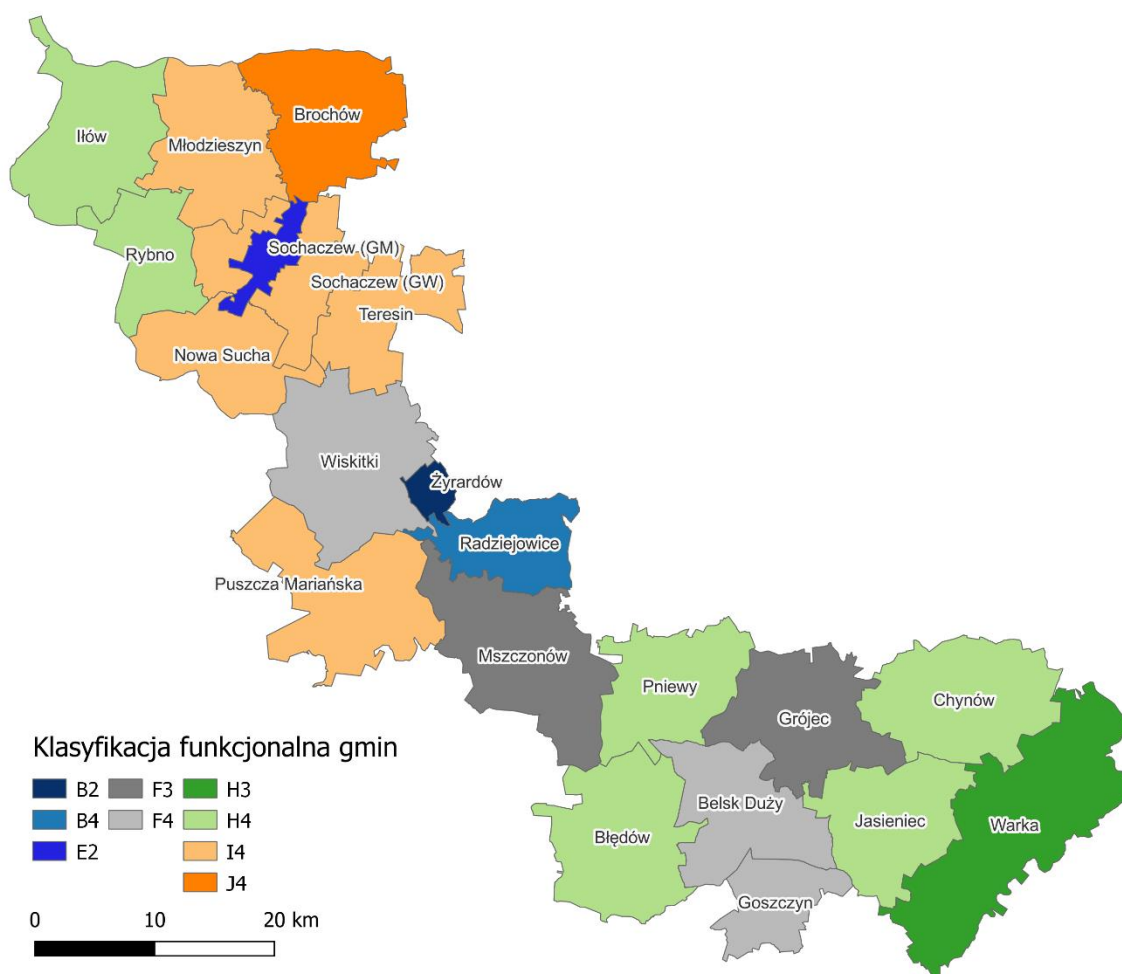 Brochów
Iłów
Młodzieszyn
Rybno
Sochaczew (GM)
Sochaczew (GW)
Teresin
Nowa Sucha
Wiskitki
Żyrardów
Radziejowice
Puszcza Mariańska
Mszczonów
Pniewy
Chynów
Grójec
Belsk Duży
Jasieniec
Warka
Błędów
Goszczyn
Klasyfikacja funkcjonalna gmin
B2 F3 H3
B4 F4 H4
E2 I4
J4
0 10 20 km